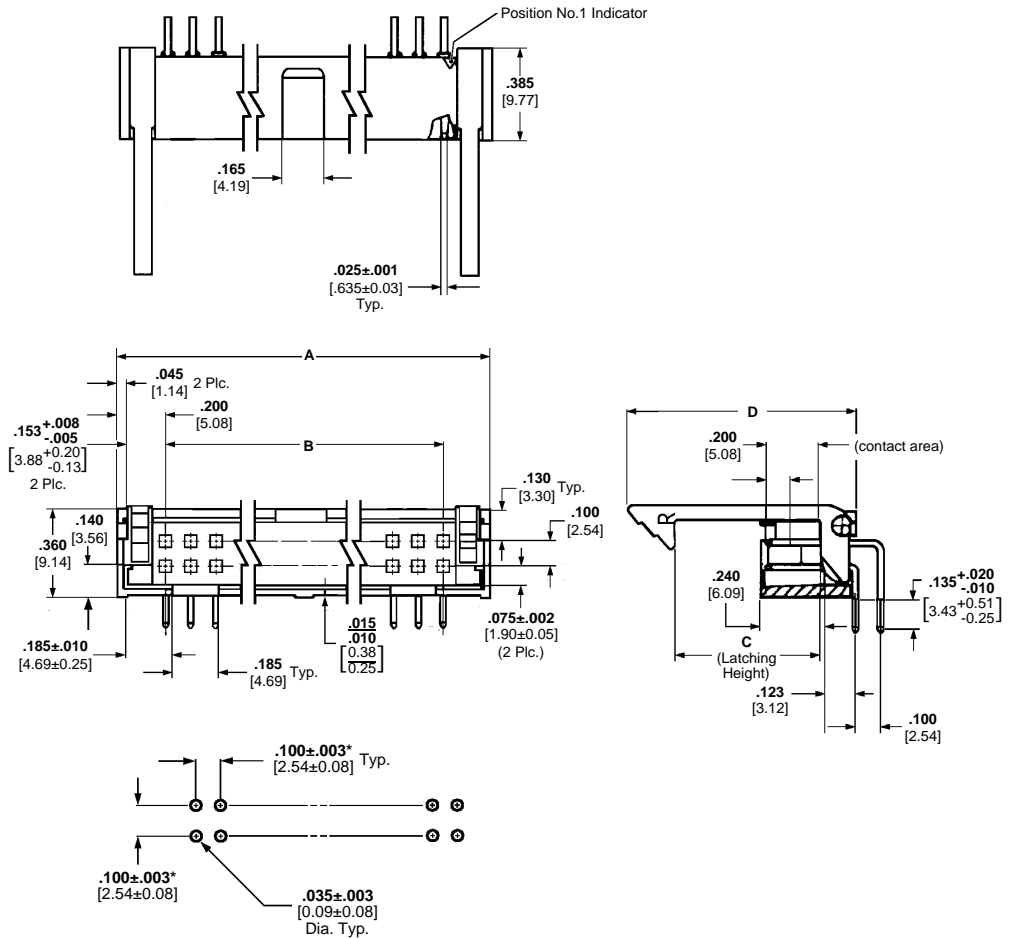 Position No.1 Indicator
.385
[9.77]
.165
[4.19]
.025±.001
[.635±0.03]
Typ.
A
.045
[1.14] 2 Plc.
.200
[5.08]
.153 +.008 -.005
[3.88 +0.20 -0.13]
2 Plc.
B
.130
[3.30] Typ.
.100
[2.54]
.140
[3.56]
.360
[9.14]
.185±.010
[4.69±0.25]
.185
[4.69] Typ.
.015
.010
[0.38
0.25]
.075±.002
[1.90±0.05]
(2 Plc.)
D
.200
[5.08]
(contact area)
R
.240
[6.09]
.135 +.020 -.010
[3.43 +0.51 -0.25]
C
(Latching
Height)
.123
[3.12]
.100
[2.54]
.100±.003*
[2.54±0.08] Typ.
.100±.003*
[2.54±0.08]
.035±.003
[0.09±0.08]
Dia. Typ.